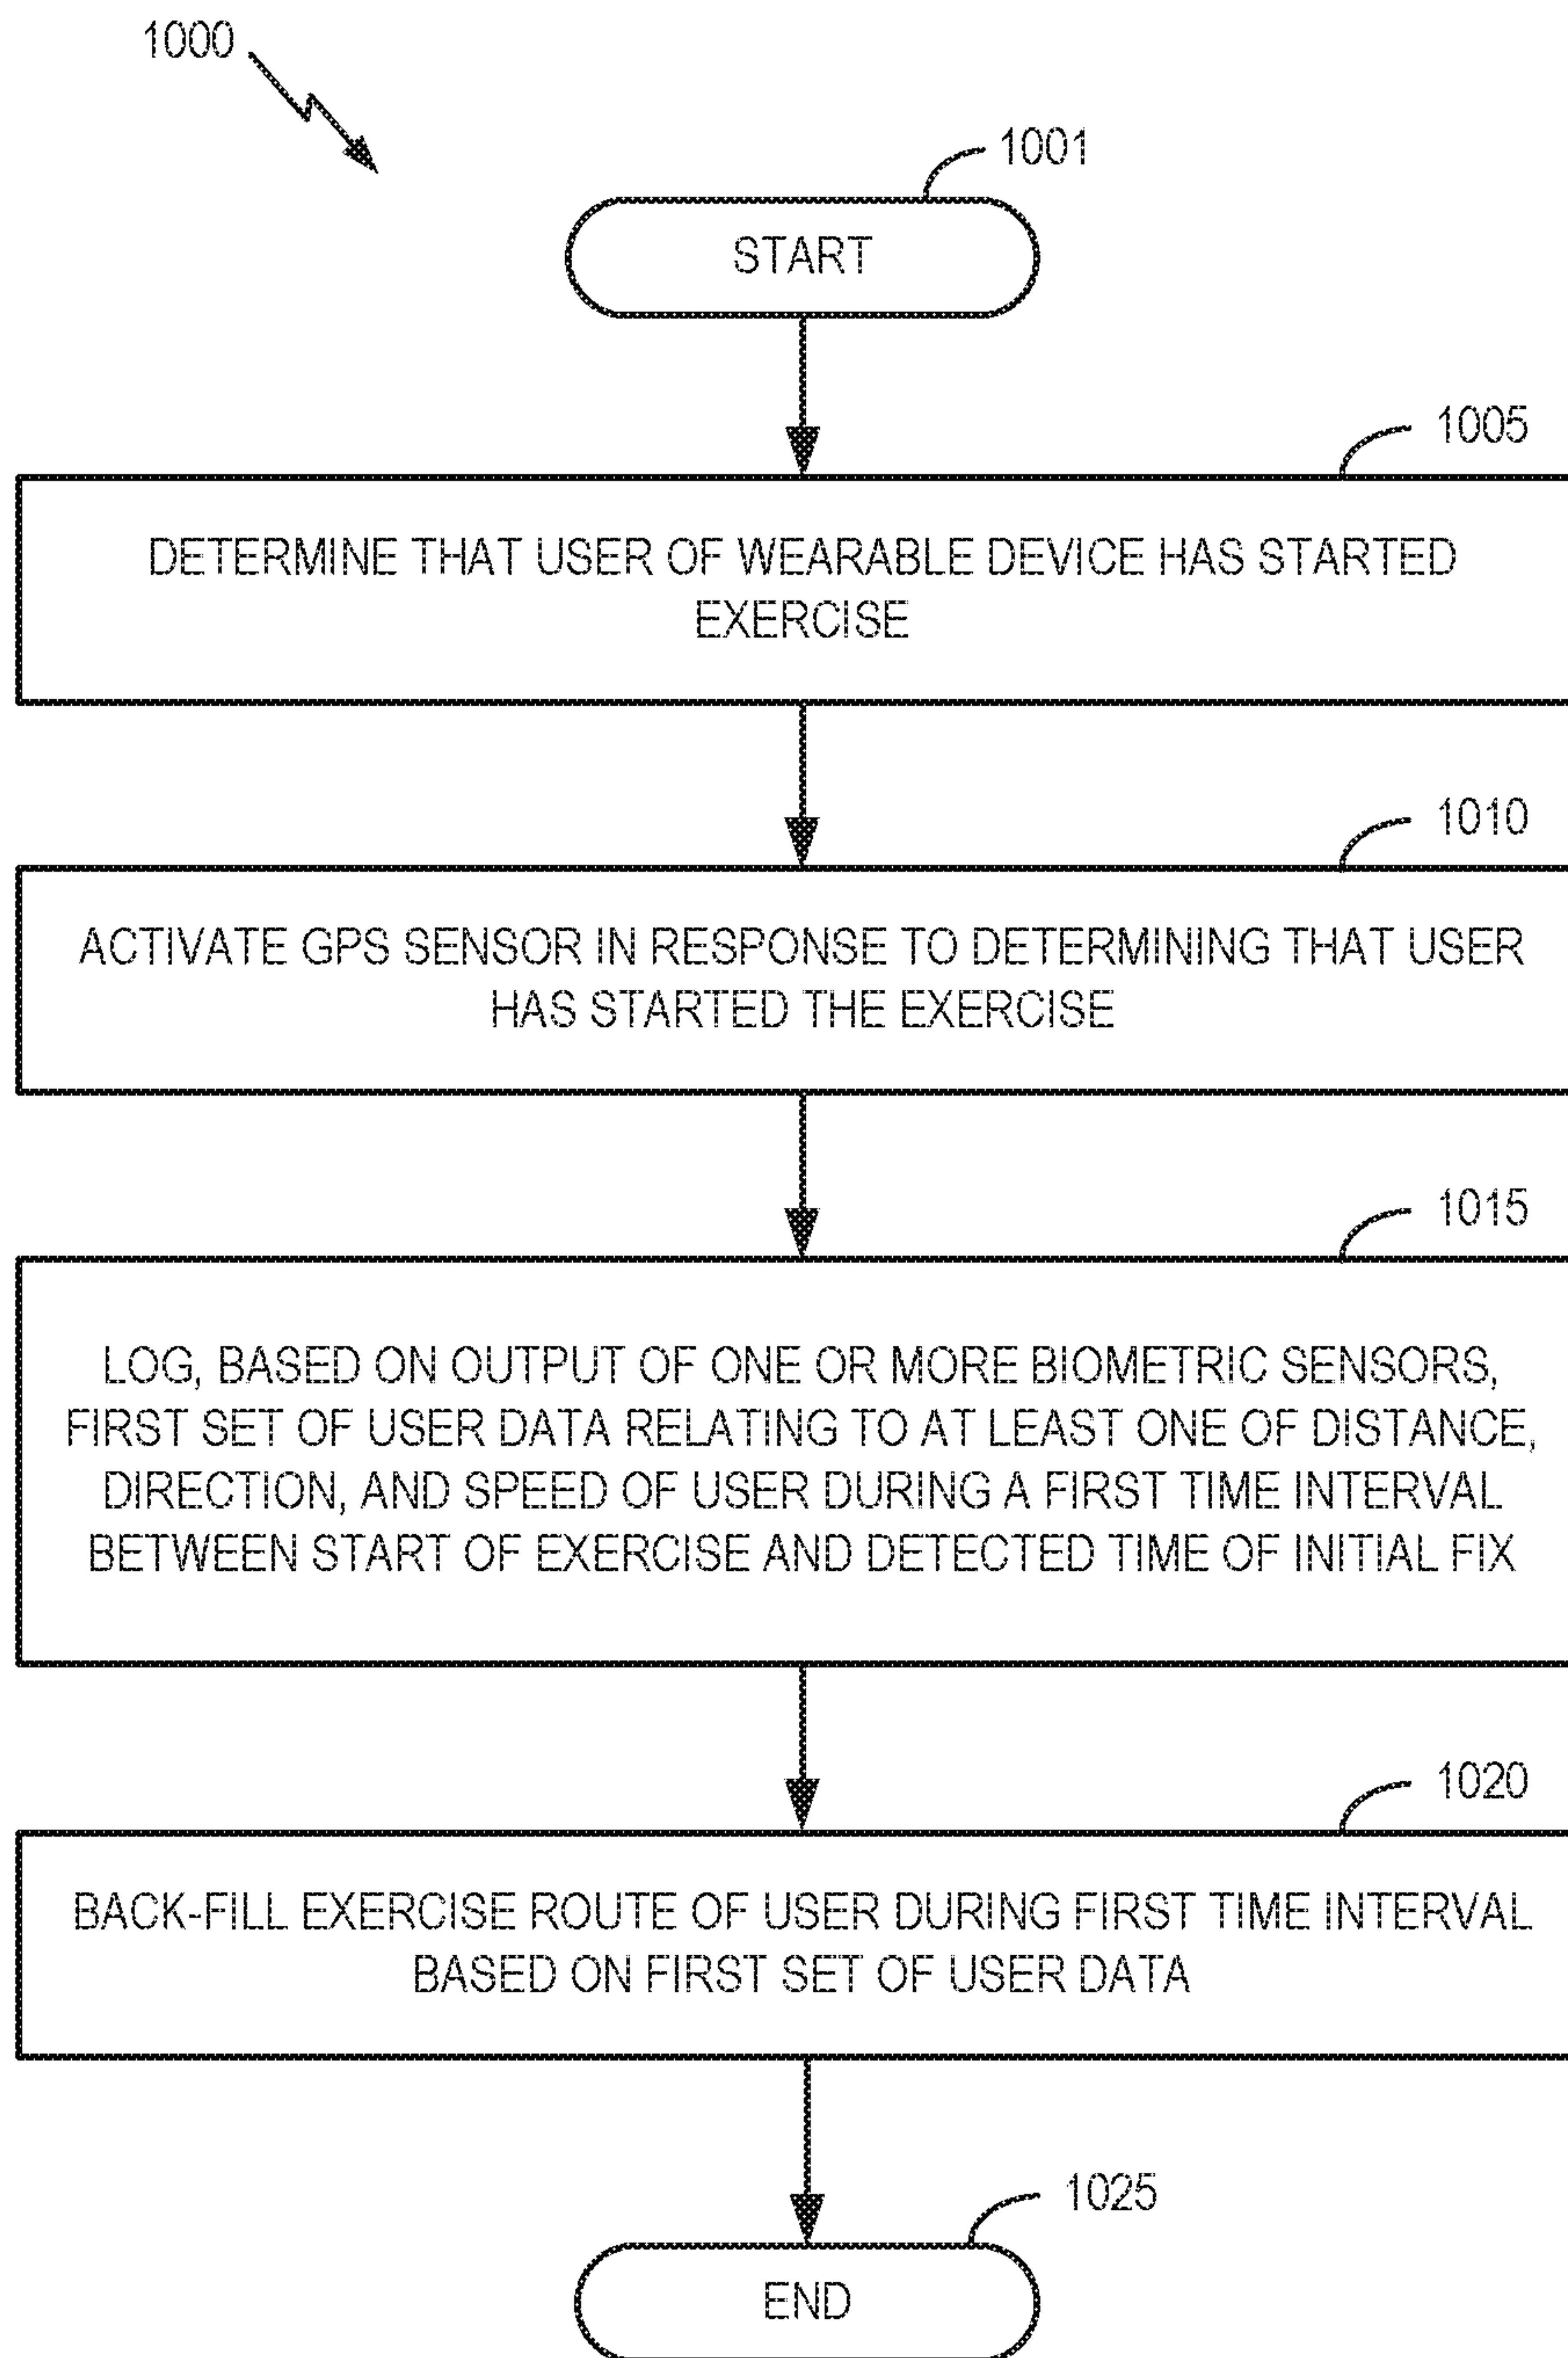 1000
1001
START
1005
DETERMINE THAT USER OF WEARABLE DEVICE HAS STARTED
EXERCISE
1010
ACTIVATE GPS SENSOR IN RESPONSE TO DETERMINING THAT USER
HAS STARTED THE EXERCISE
1015
LOG, BASED ON OUTPUT OF ONE OR MORE BIOMETRIC SENSORS,
FIRST SET OF USER DATA RELATING TO AT LEAST ONE OF DISTANCE,
DIRECTION, AND SPEED OF USER DURING A FIRST TIME INTERVAL
BETWEEN START OF EXERCISE AND DETECTED TIME OF INITIAL FIX
1020
BACK-FILL EXERCISE ROUTE OF USER DURING FIRST TIME INTERVAL
BASED ON FIRST SET OF USER DATA
1025
END